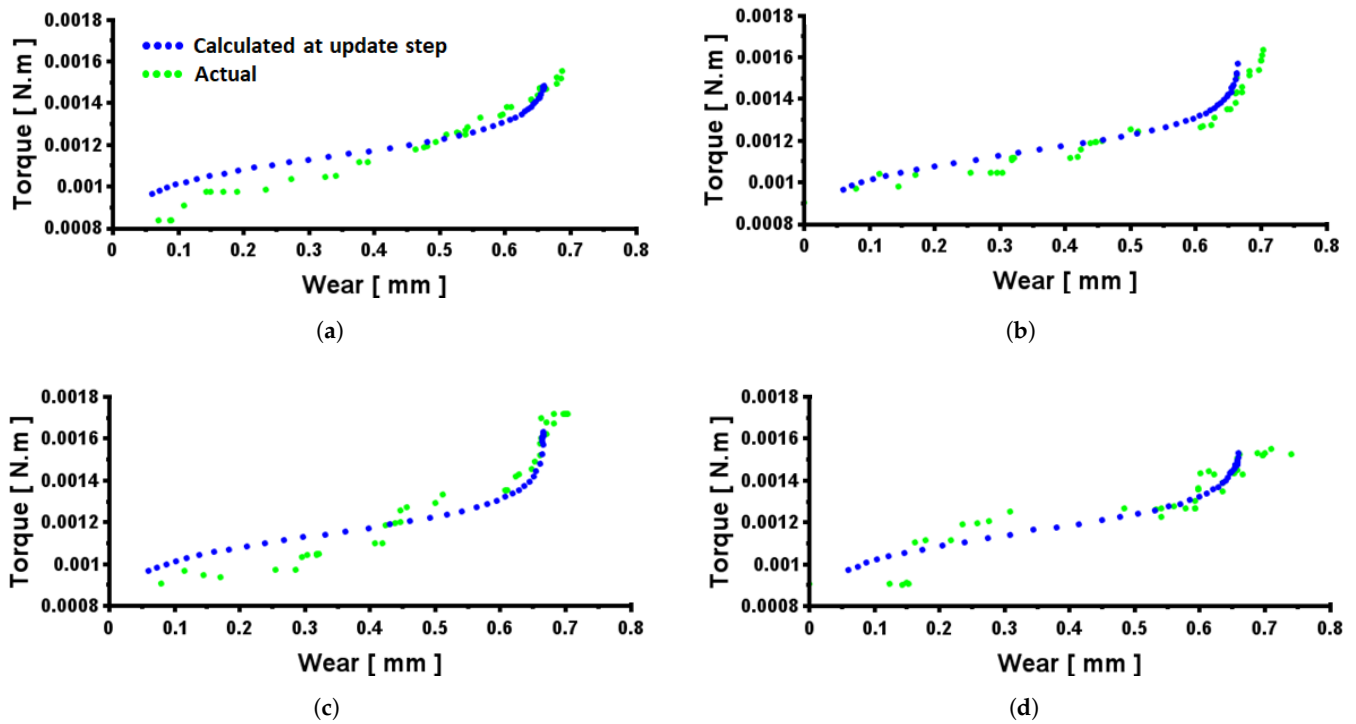 0.0018
0.0016
0.0014
0.0012
0.001
0.0008
Torque [ N.m ]
Calculated at update step
Actual
0 0.1 0.2 0.3 0.4 0.5 0.6 0.7 0.8
Wear [ mm ]
(a)
0.0018
0.0016
0.0014
0.0012
0.001
0.0008
Torque [ N.m ]
0 0.1 0.2 0.3 0.4 0.5 0.6 0.7 0.8
Wear [ mm ]
(b)
0.0018
0.0016
0.0014
0.0012
0.001
0.0008
Torque [ N.m ]
0 0.1 0.2 0.3 0.4 0.5 0.6 0.7 0.8
Wear [ mm ]
(c)
0.0018
0.0016
0.0014
0.0012
0.001
0.0008
Torque [ N.m ]
0 0.1 0.2 0.3 0.4 0.5 0.6 0.7 0.8
Wear [ mm ]
(d)